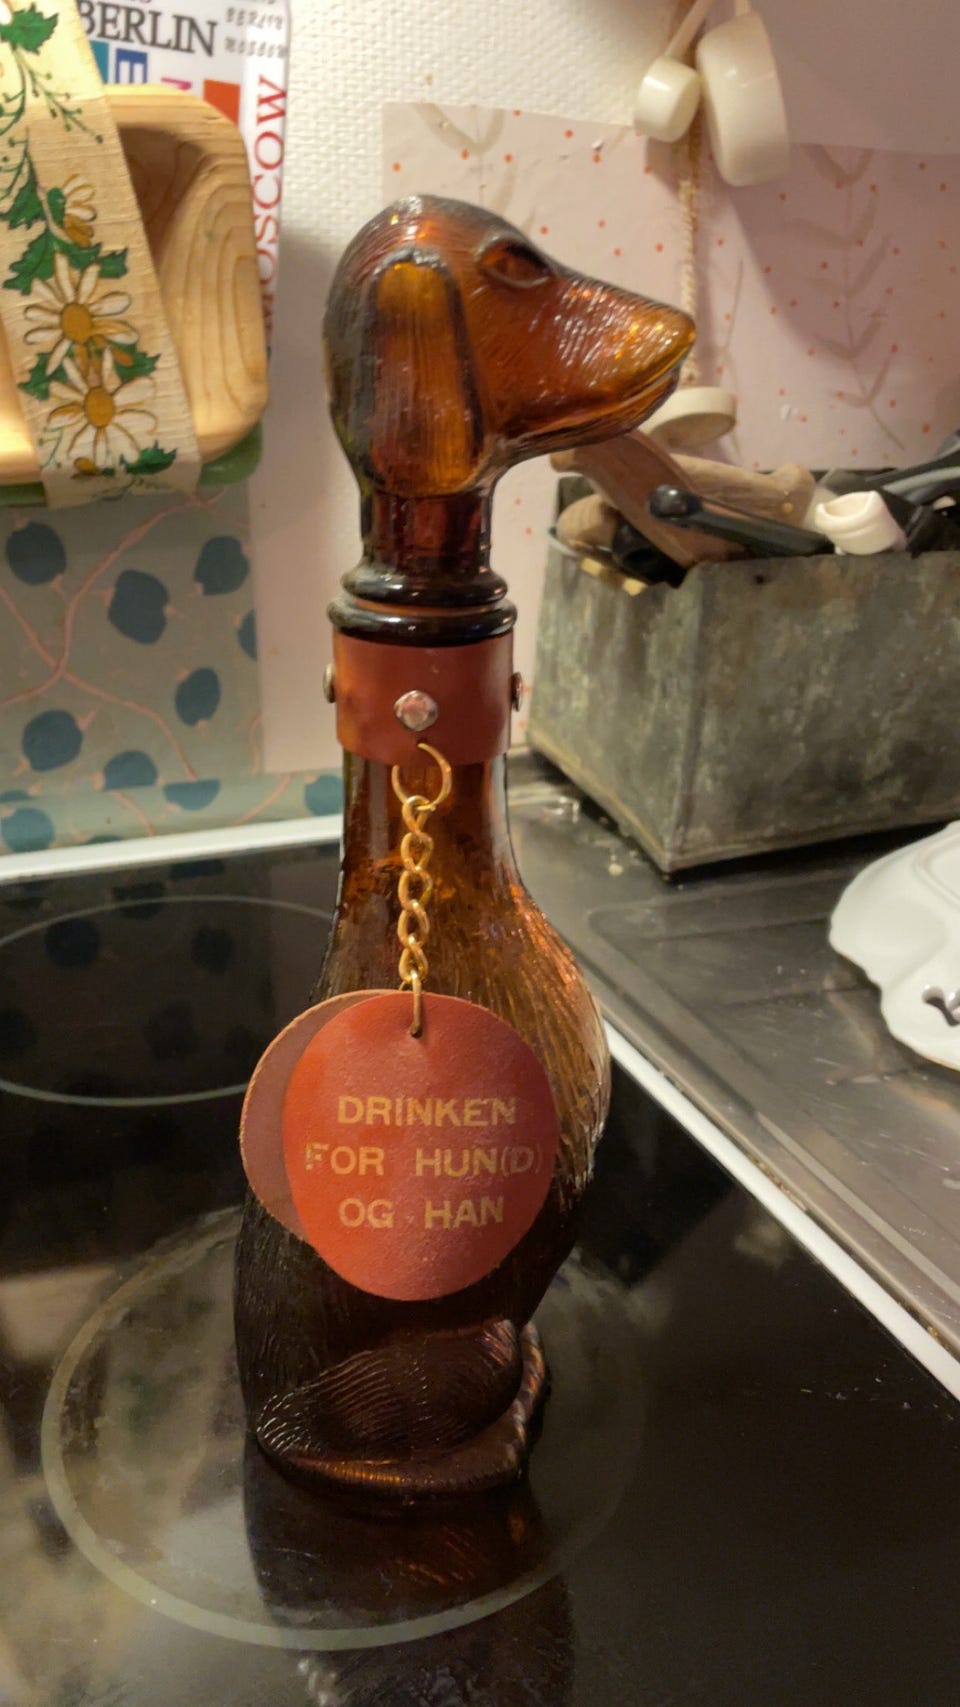 BERLIN
MOSCOW
DRINKEN
FOR HUN(D)
OG HAN